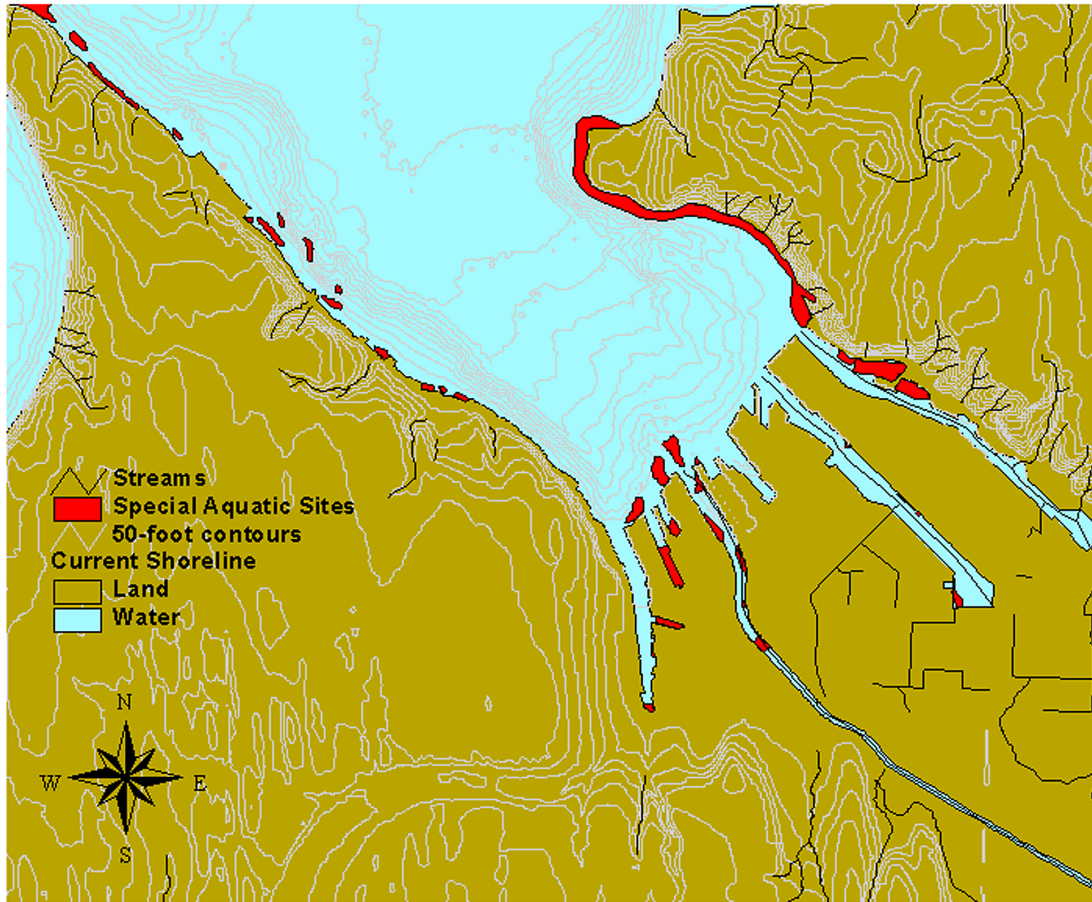 Streams
Special Aquatic Sites
50-foot contours
Current Shoreline
Land
Water
N
W E
S